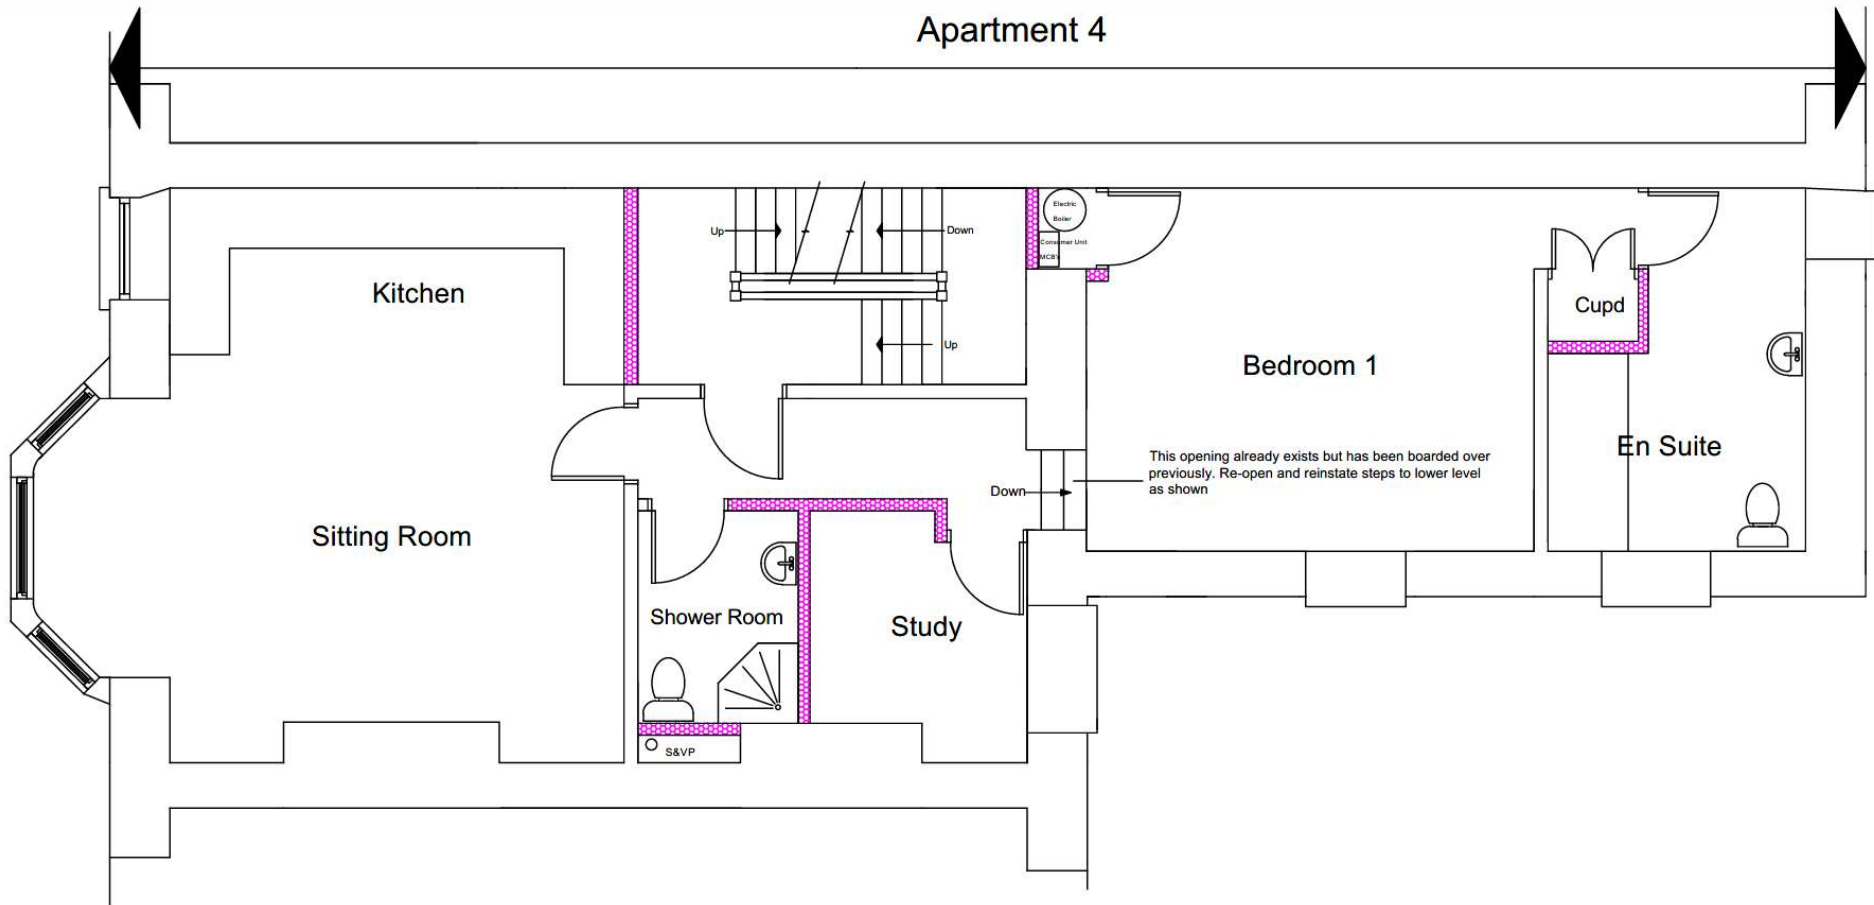 Apartment 4
Up
Down
Electric
Boiler
Consumer Unit
MCB
Kitchen
Cupd
Up
Bedroom 1
En Suite
This opening already exists but has been boarded over
previously. Re-open and reinstate steps to lower level
as shown
Down
Sitting Room
Shower Room
Study
S&VP